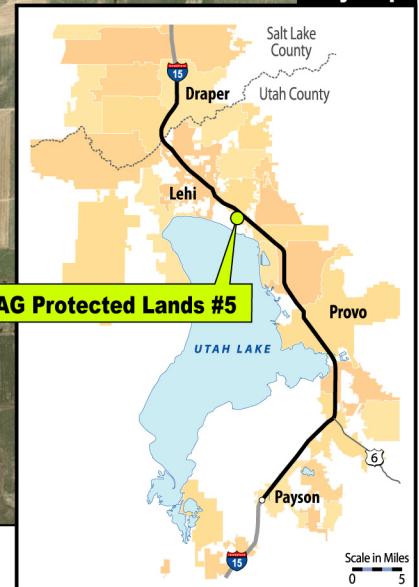 Salt Lake
County
INTERSTATE
15
Draper
Utah County
Lehi
AG Protected Lands #5
Provo
UTAH LAKE
6
Payson
15
Scale in Miles
0 5